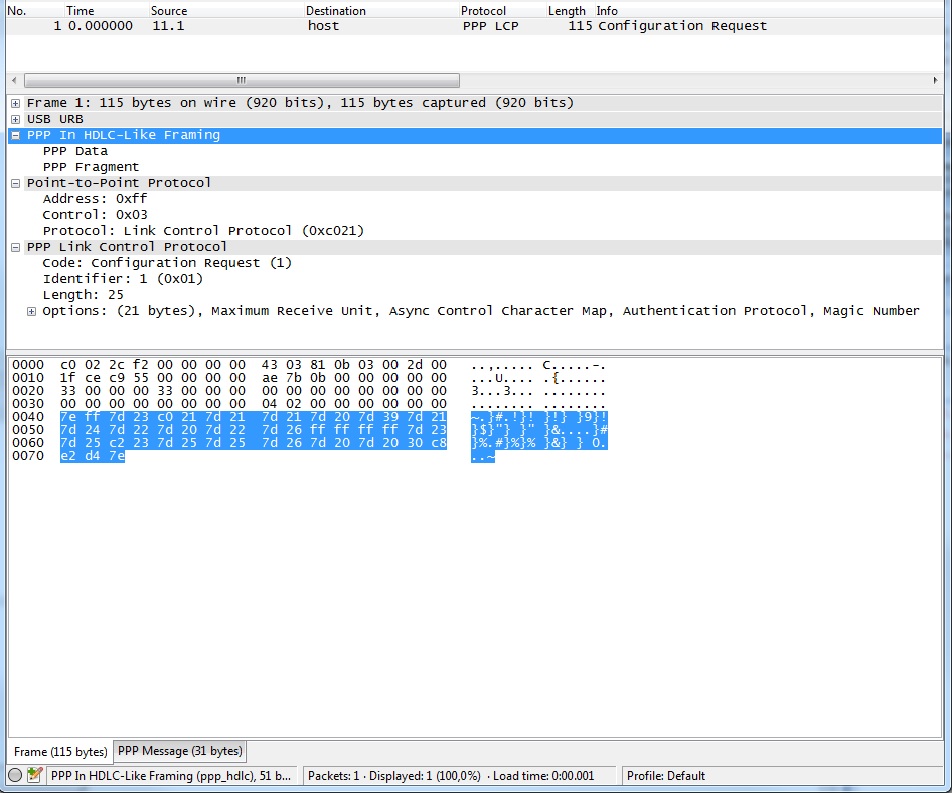 No. Time Source Destination Protocol Length Info
1 0.000000 11.1 host PPP LCP 115 Configuration Request
Frame 1: 115 bytes on wire (920 bits), 115 bytes captured (920 bits)
USB URB
PPP In HDLC-Like Framing
PPP Data
PPP Fragment
Point-to-Point Protocol
Address: 0xff
Control: 0x03
Protocol: Link Control Protocol (0xc021)
PPP Link Control Protocol
Code: Configuration Request (1)
Identifier: 1 (0x01)
Length: 25
Options: (21 bytes), Maximum Receive Unit, Async Control Character Map, Authentication Protocol, Magic Number
0000 c0 02 2c f2 00 00 00 00 43 03 81 0b 03 00 2d 00 ..,..... C.....-.
0010 1f ce c9 55 00 00 00 00 ae 7b 0b 00 00 00 00 00 ...U.... .{......
0020 33 00 00 00 33 00 00 00 00 00 00 00 00 00 00 00 3...3... ........
0030 00 00 00 00 00 00 00 00 04 02 00 00 00 00 00 00 ........ ........
0040 7e ff 7d 23 c0 21 7d 21 7d 21 7d 20 7d 39 7d 21 ~.}#.!}! }!} }9}!
0050 7d 24 7d 22 7d 20 7d 22 7d 26 ff ff ff ff 7d 23 }$}"} }" }&....}#
0060 7d 25 c2 23 7d 25 7d 25 7d 26 7d 20 7d 20 30 c8 }%.#}%}% }&} } 0.
0070 e2 d4 7e ..~
Frame (115 bytes) PPP Message (31 bytes)
PPP In HDLC-Like Framing (ppp_hdlc), 51 b... Packets: 1 · Displayed: 1 (100,0%) · Load time: 0:00.001 Profile: Default